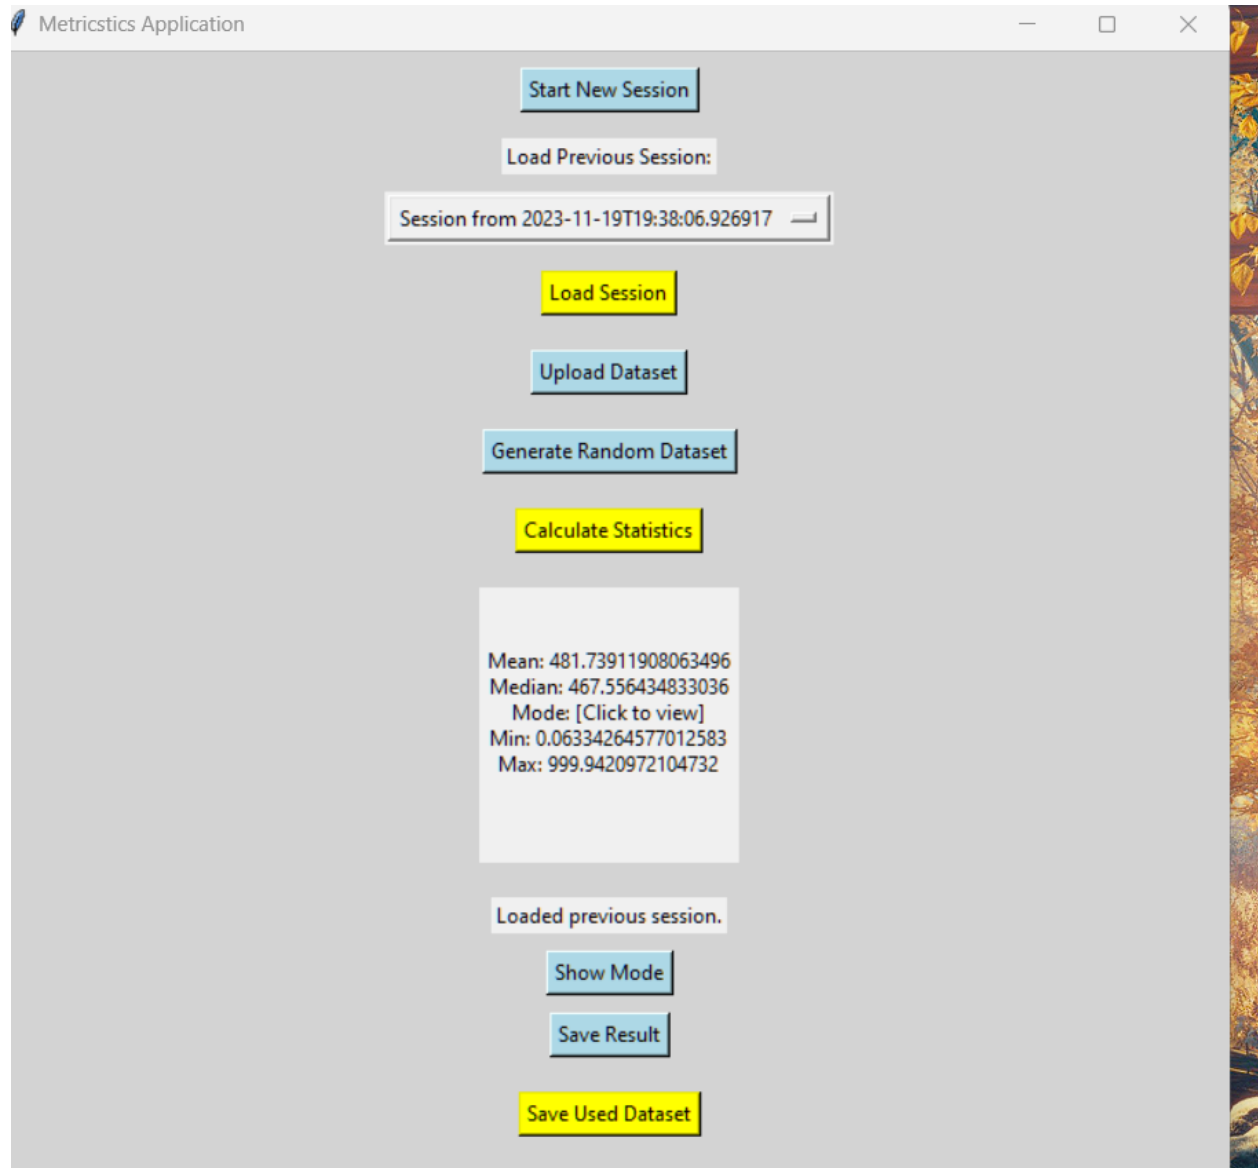 Metricstics Application
Start New Session
Load Previous Session:
Session from 2023-11-19T19:38:06.926917
Load Session
Upload Dataset
Generate Random Dataset
Calculate Statistics
Mean: 481.73911908063496
Median: 467.556434833036
Mode: [Click to view]
Min: 0.06334264577012583
Max: 999.9420972104732
Loaded previous session.
Show Mode
Save Result
Save Used Dataset